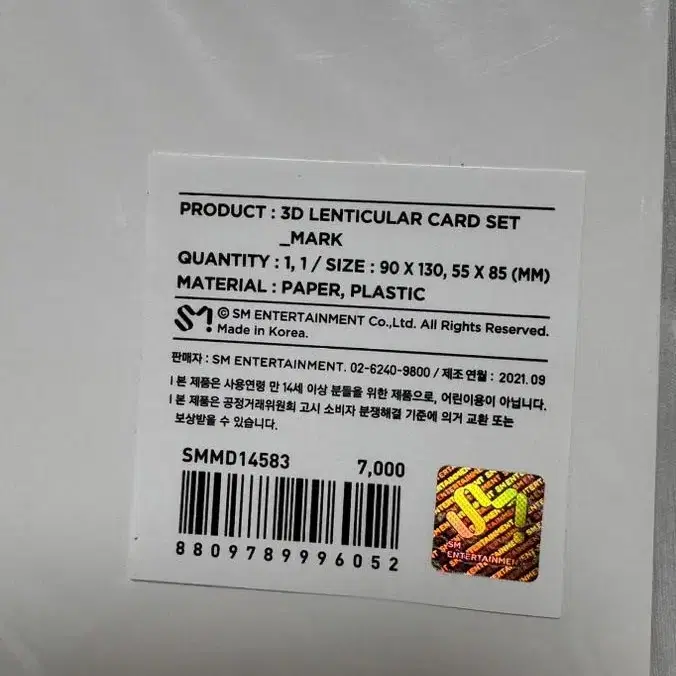 PRODUCT : 3D LENTICULAR CARD SET
_MARK
QUANTITY : 1, 1 / SIZE : 90 X 130, 55 X 85 (MM)
MATERIAL : PAPER, PLASTIC
SM! © SM ENTERTAINMENT Co.,Ltd. All Rights Reserved.
Made in Korea.
판매자 : SM ENTERTAINMENT. 02-6240-9800 / 제조 연월 : 2021. 09
l 본 제품은 사용연령 만 14세 이상 분들을 위한 제품으로, 어린이용이 아닙니다.
l 본 제품은 공정거래위원회 고시 소비자 분쟁해결 기준에 의거 교환 또는
보상받을 수 있습니다.
SMMD14583 7,000
8809789996052
SM
ENTERTAINMENT